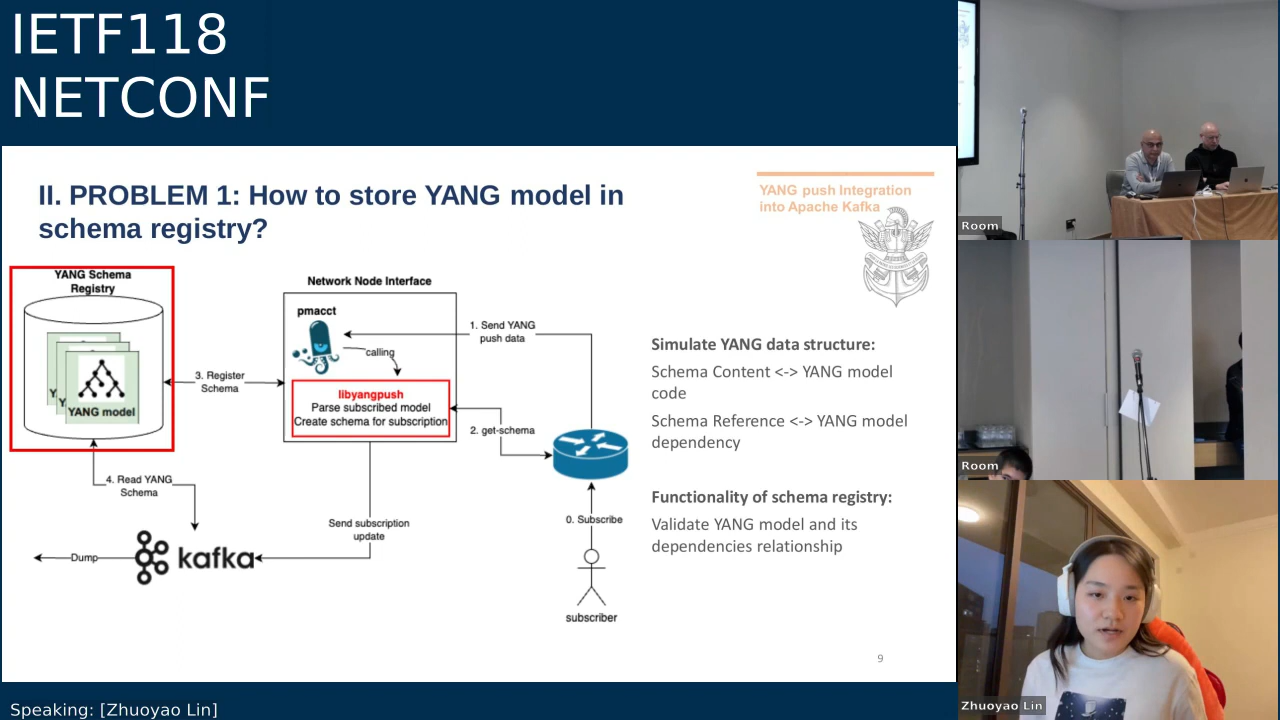 IETF118
NETCONF
II. PROBLEM 1: How to store YANG model in
schema registry?
YANG push Integration
into Apache Kafka
YANG Schema
Registry
Y
Y
YANG model
Network Node Interface
pmacct
calling
libyangpush
Parse subscribed model
Create schema for subscription
1. Send YANG
push data
3. Register
Schema
2. get-schema
4. Read YANG
Schema
Send subscription
update
0. Subscribe
Dump
kafka
subscriber
Simulate YANG data structure:
Schema Content <-> YANG model
code
Schema Reference <-> YANG model
dependency
Functionality of schema registry:
Validate YANG model and its
dependencies relationship
9
Speaking: [Zhuoyao Lin]
Room
Room
Zhuoyao Lin